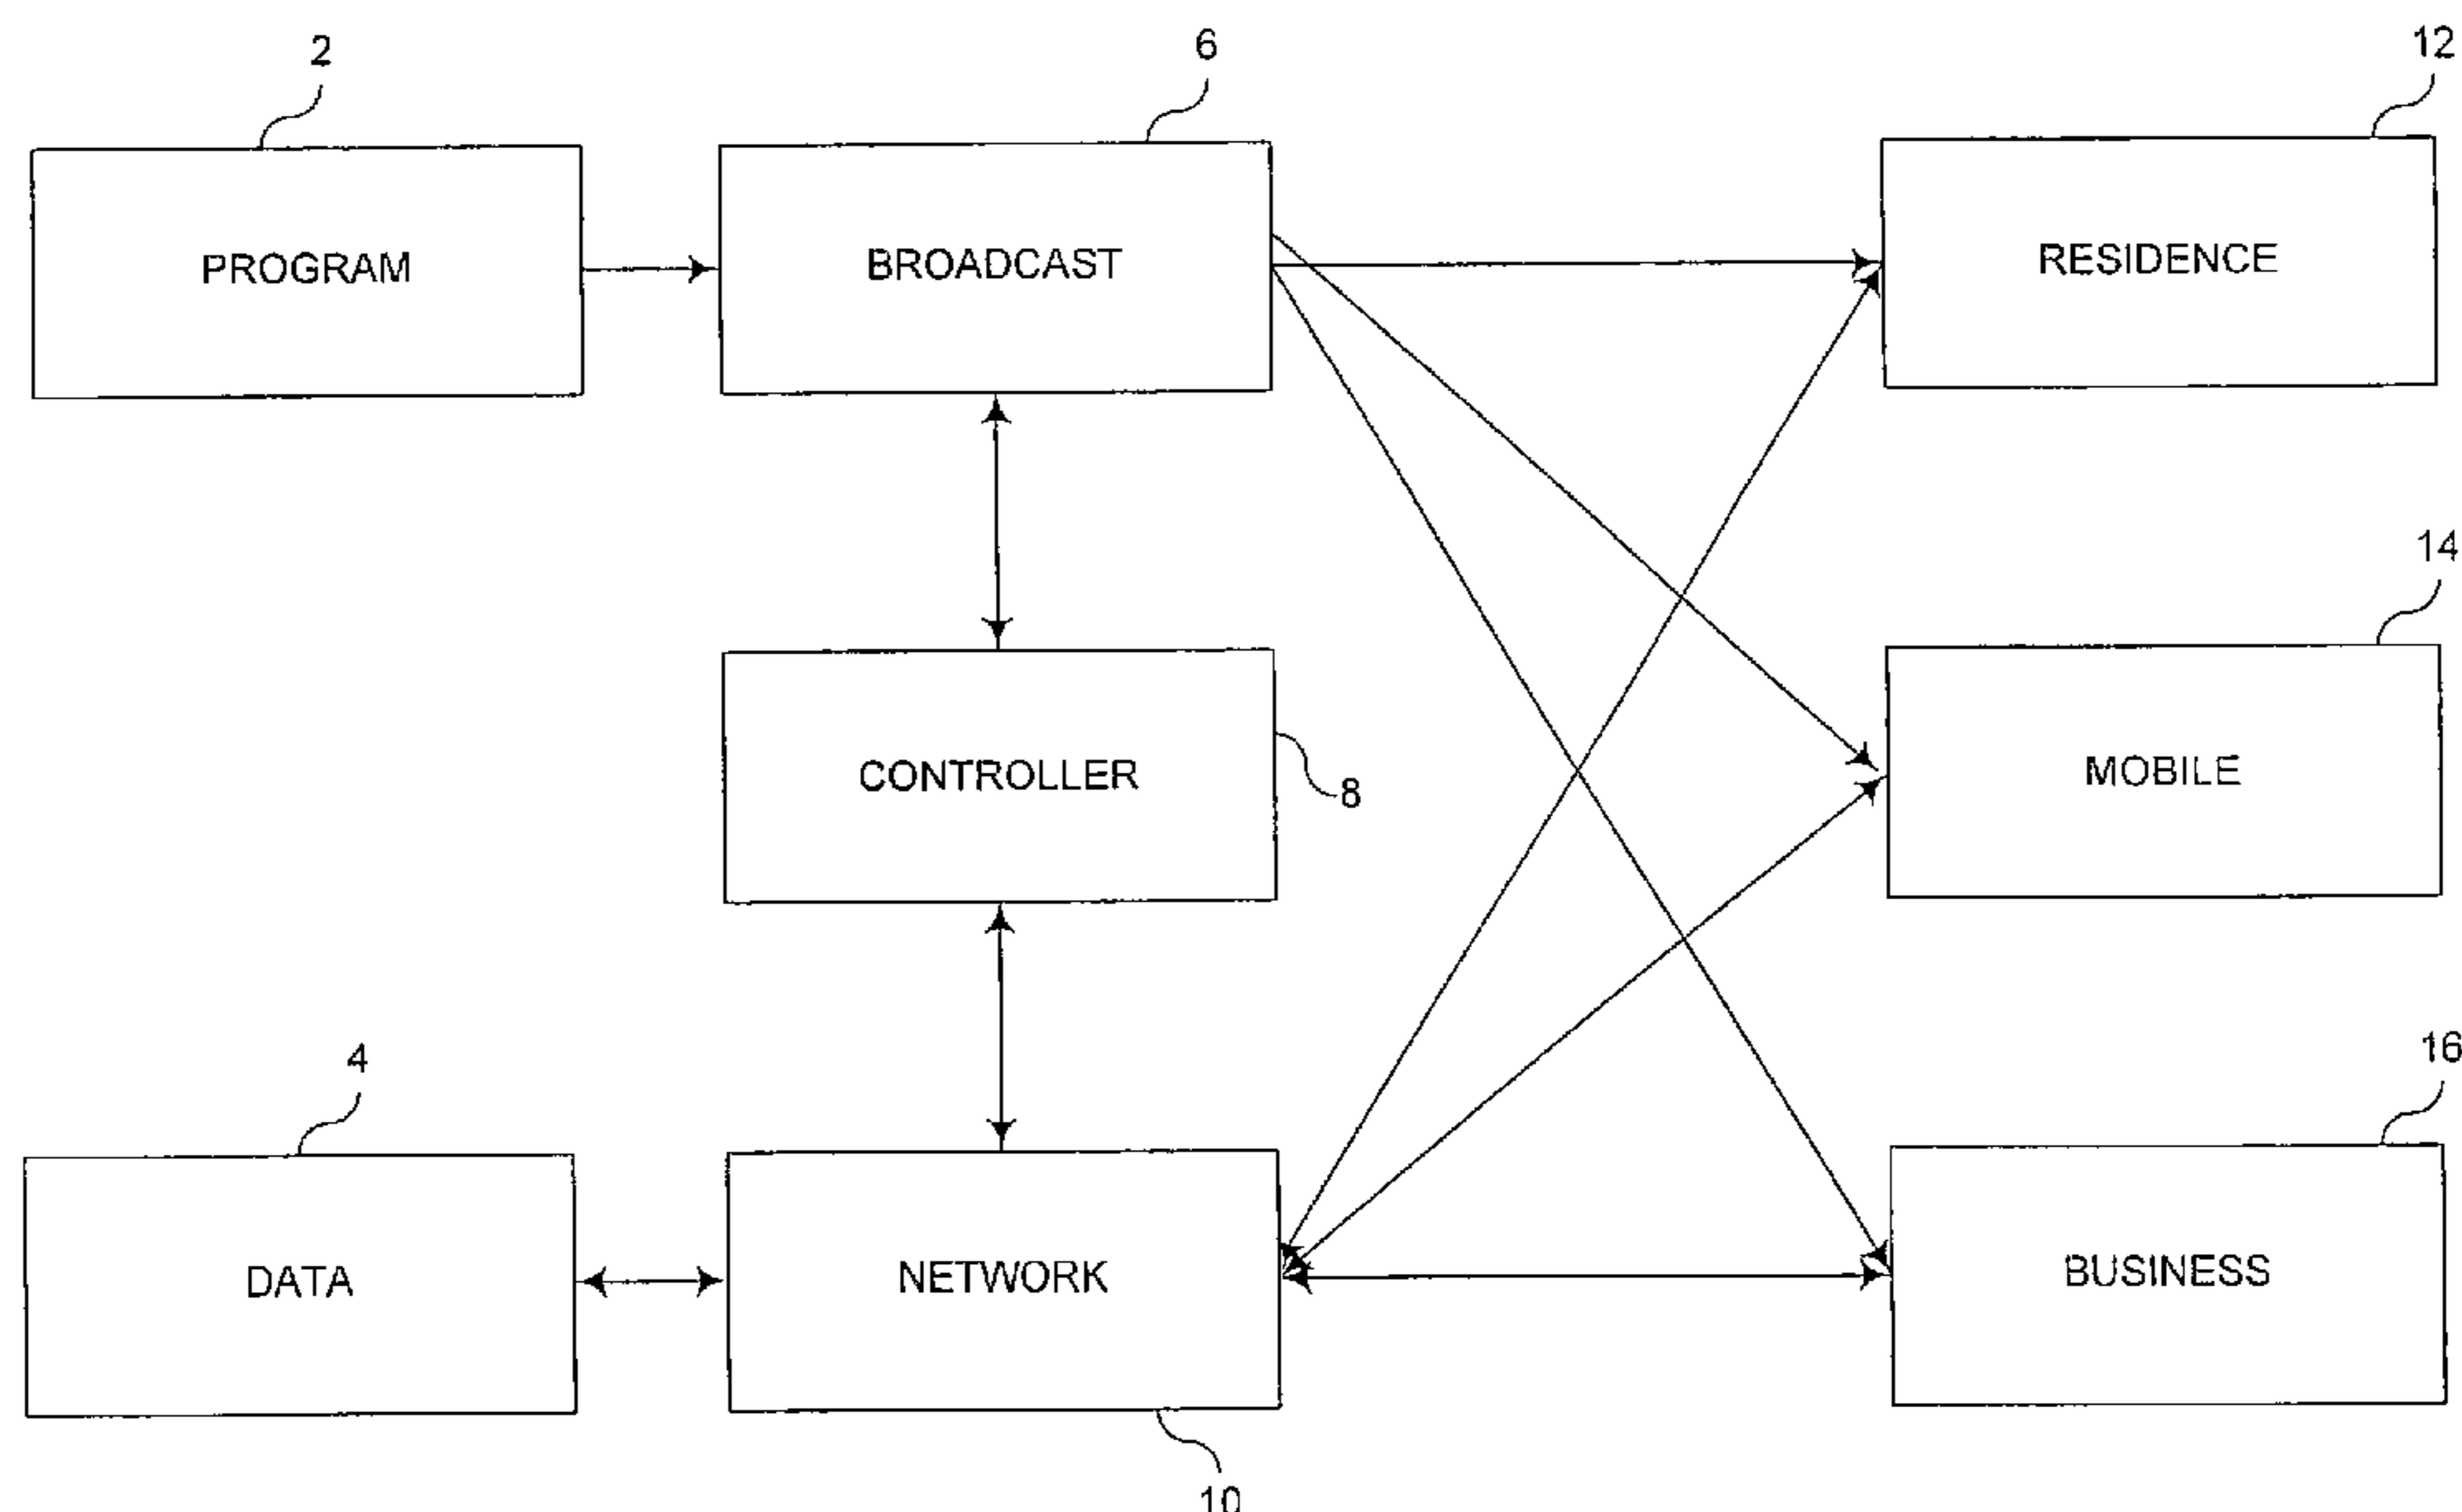 2
6
12
PROGRAM
BROADCAST
RESIDENCE
14
CONTROLLER
8
MOBILE
4
16
DATA
NETWORK
BUSINESS
10